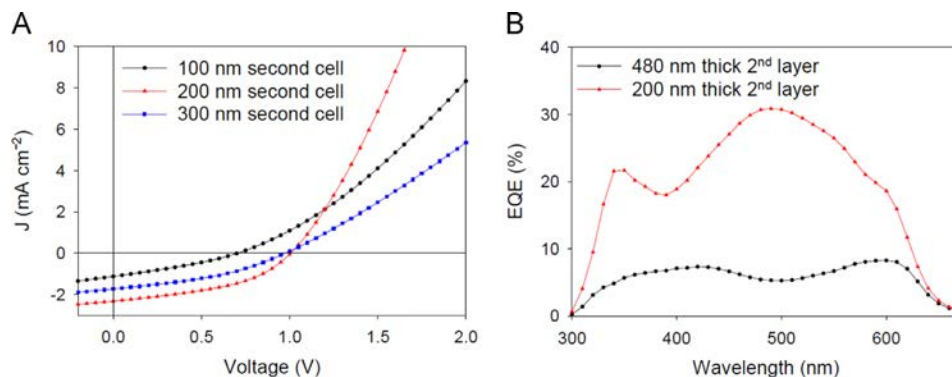 A
J (mA cm⁻²)
10
8
6
4
2
0
-2
100 nm second cell
200 nm second cell
300 nm second cell
0.0 0.5 1.0 1.5 2.0
Voltage (V)
B
EQE (%)
40
30
20
10
0
480 nm thick 2ⁿᵈ layer
200 nm thick 2ⁿᵈ layer
300 400 500 600
Wavelength (nm)